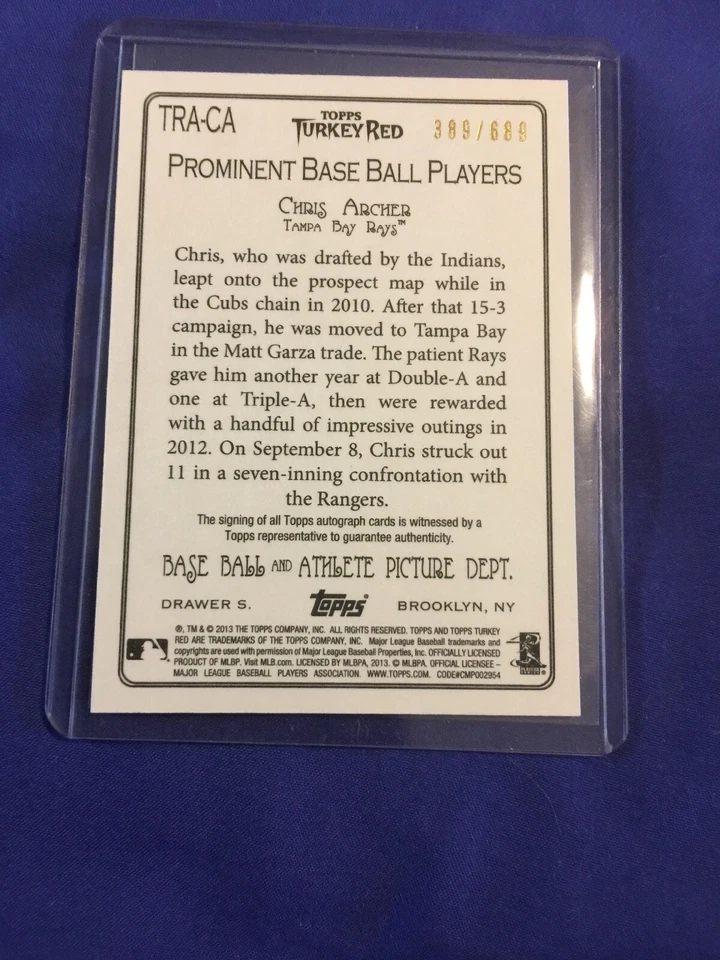 TRA-CA
TOPPS
TURKEY RED
389/689
PROMINENT BASE BALL PLAYERS
CHRIS ARCHER
TAMPA BAY RAYS™
Chris, who was drafted by the Indians,
leapt onto the prospect map while in
the Cubs chain in 2010. After that 15-3
campaign, he was moved to Tampa Bay
in the Matt Garza trade. The patient Rays
gave him another year at Double-A and
one at Triple-A, then were rewarded
with a handful of impressive outings in
2012. On September 8, Chris struck out
11 in a seven-inning confrontation with
the Rangers.
The signing of all Topps autograph cards is witnessed by a
Topps representative to guarantee authenticity.
BASE BALL AND ATHLETE PICTURE DEPT.
DRAWER S. Topps BROOKLYN, NY
®, TM & © 2013 THE TOPPS COMPANY, INC. ALL RIGHTS RESERVED. TOPPS AND TOPPS TURKEY
RED ARE TRADEMARKS OF THE TOPPS COMPANY, INC. Major League Baseball trademarks and
copyrights are used with permission of Major League Baseball Properties, Inc. OFFICIALLY LICENSED
PRODUCT OF MLBP. Visit MLB.com. LICENSED BY MLBPA, 2013. © MLBPA. OFFICIAL LICENSEE –
MAJOR LEAGUE BASEBALL PLAYERS ASSOCIATION. WWW.TOPPS.COM. CODE#CMP002954